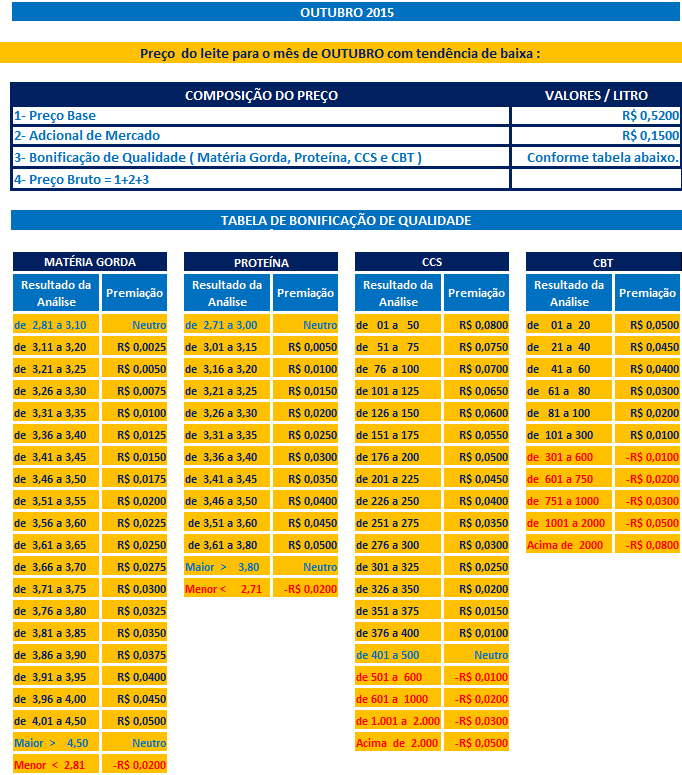 OUTUBRO 2015
Preço do leite para o mês de OUTUBRO com tendência de baixa :
COMPOSIÇÃO DO PREÇO VALORES / LITRO
1- Preço Base R$ 0,5200
2- Adcional de Mercado R$ 0,1500
3- Bonificação de Qualidade ( Matéria Gorda, Proteína, CCS e CBT ) Conforme tabela abaixo.
4- Preço Bruto = 1+2+3
TABELA DE BONIFICAÇÃO DE QUALIDADE
MATÉRIA GORDA
Resultado da Análise Premiação
de 2,81 a 3,10 Neutro
de 3,11 a 3,20 R$ 0,0025
de 3,21 a 3,25 R$ 0,0050
de 3,26 a 3,30 R$ 0,0075
de 3,31 a 3,35 R$ 0,0100
de 3,36 a 3,40 R$ 0,0125
de 3,41 a 3,45 R$ 0,0150
de 3,46 a 3,50 R$ 0,0175
de 3,51 a 3,55 R$ 0,0200
de 3,56 a 3,60 R$ 0,0225
de 3,61 a 3,65 R$ 0,0250
de 3,66 a 3,70 R$ 0,0275
de 3,71 a 3,75 R$ 0,0300
de 3,76 a 3,80 R$ 0,0325
de 3,81 a 3,85 R$ 0,0350
de 3,86 a 3,90 R$ 0,0375
de 3,91 a 3,95 R$ 0,0400
de 3,96 a 4,00 R$ 0,0450
de 4,01 a 4,50 R$ 0,0500
Maior > 4,50 Neutro
Menor < 2,81 -R$ 0,0200
PROTEÍNA
Resultado da Análise Premiação
de 2,71 a 3,00 Neutro
de 3,01 a 3,15 R$ 0,0050
de 3,16 a 3,20 R$ 0,0100
de 3,21 a 3,25 R$ 0,0150
de 3,26 a 3,30 R$ 0,0200
de 3,31 a 3,35 R$ 0,0250
de 3,36 a 3,40 R$ 0,0300
de 3,41 a 3,45 R$ 0,0350
de 3,46 a 3,50 R$ 0,0400
de 3,51 a 3,60 R$ 0,0450
de 3,61 a 3,80 R$ 0,0500
Maior > 3,80 Neutro
Menor < 2,71 -R$ 0,0200
CCS
Resultado da Análise Premiação
de 01 a 50 R$ 0,0800
de 51 a 75 R$ 0,0750
de 76 a 100 R$ 0,0700
de 101 a 125 R$ 0,0650
de 126 a 150 R$ 0,0600
de 151 a 175 R$ 0,0550
de 176 a 200 R$ 0,0500
de 201 a 225 R$ 0,0450
de 226 a 250 R$ 0,0400
de 251 a 275 R$ 0,0350
de 276 a 300 R$ 0,0300
de 301 a 325 R$ 0,0250
de 326 a 350 R$ 0,0200
de 351 a 375 R$ 0,0150
de 376 a 400 R$ 0,0100
de 401 a 500 Neutro
de 501 a 600 -R$ 0,0100
de 601 a 1000 -R$ 0,0200
de 1.001 a 2.000 -R$ 0,0300
Acima de 2.000 -R$ 0,0500
CBT
Resultado da Análise Premiação
de 01 a 20 R$ 0,0500
de 21 a 40 R$ 0,0450
de 41 a 60 R$ 0,0400
de 61 a 80 R$ 0,0300
de 81 a 100 R$ 0,0200
de 101 a 300 R$ 0,0100
de 301 a 600 -R$ 0,0100
de 601 a 750 -R$ 0,0200
de 751 a 1000 -R$ 0,0300
de 1001 a 2000 -R$ 0,0500
Acima de 2000 -R$ 0,0800